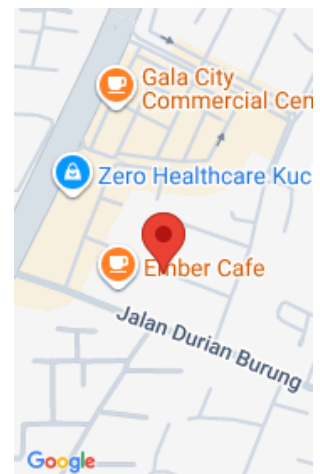 Gala City
Commercial Cen
Zero Healthcare Kuc
Ember Cafe
Jalan Durian Burung
Google